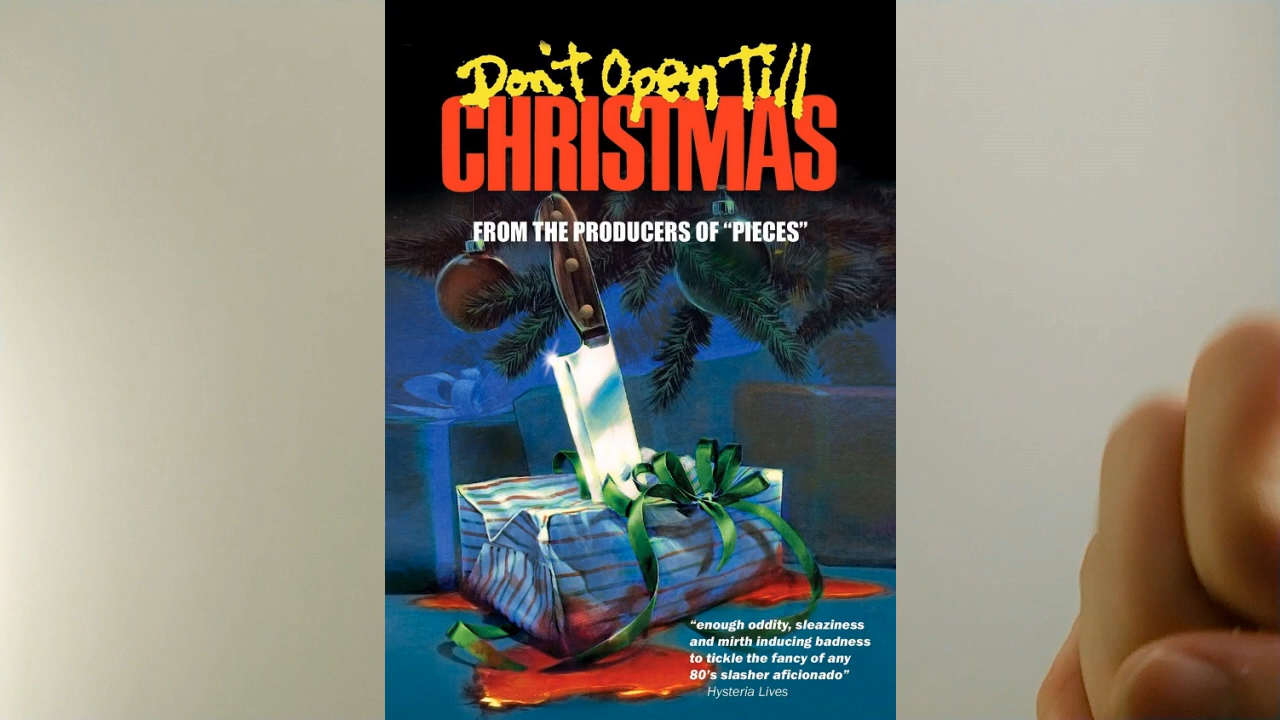 Don't Open Till
CHRISTMAS
FROM THE PRODUCERS OF “PIECES”
“enough oddity, sleaziness
and mirth inducing badness
to tickle the fancy of any
80’s slasher aficionado”
Hysteria Lives